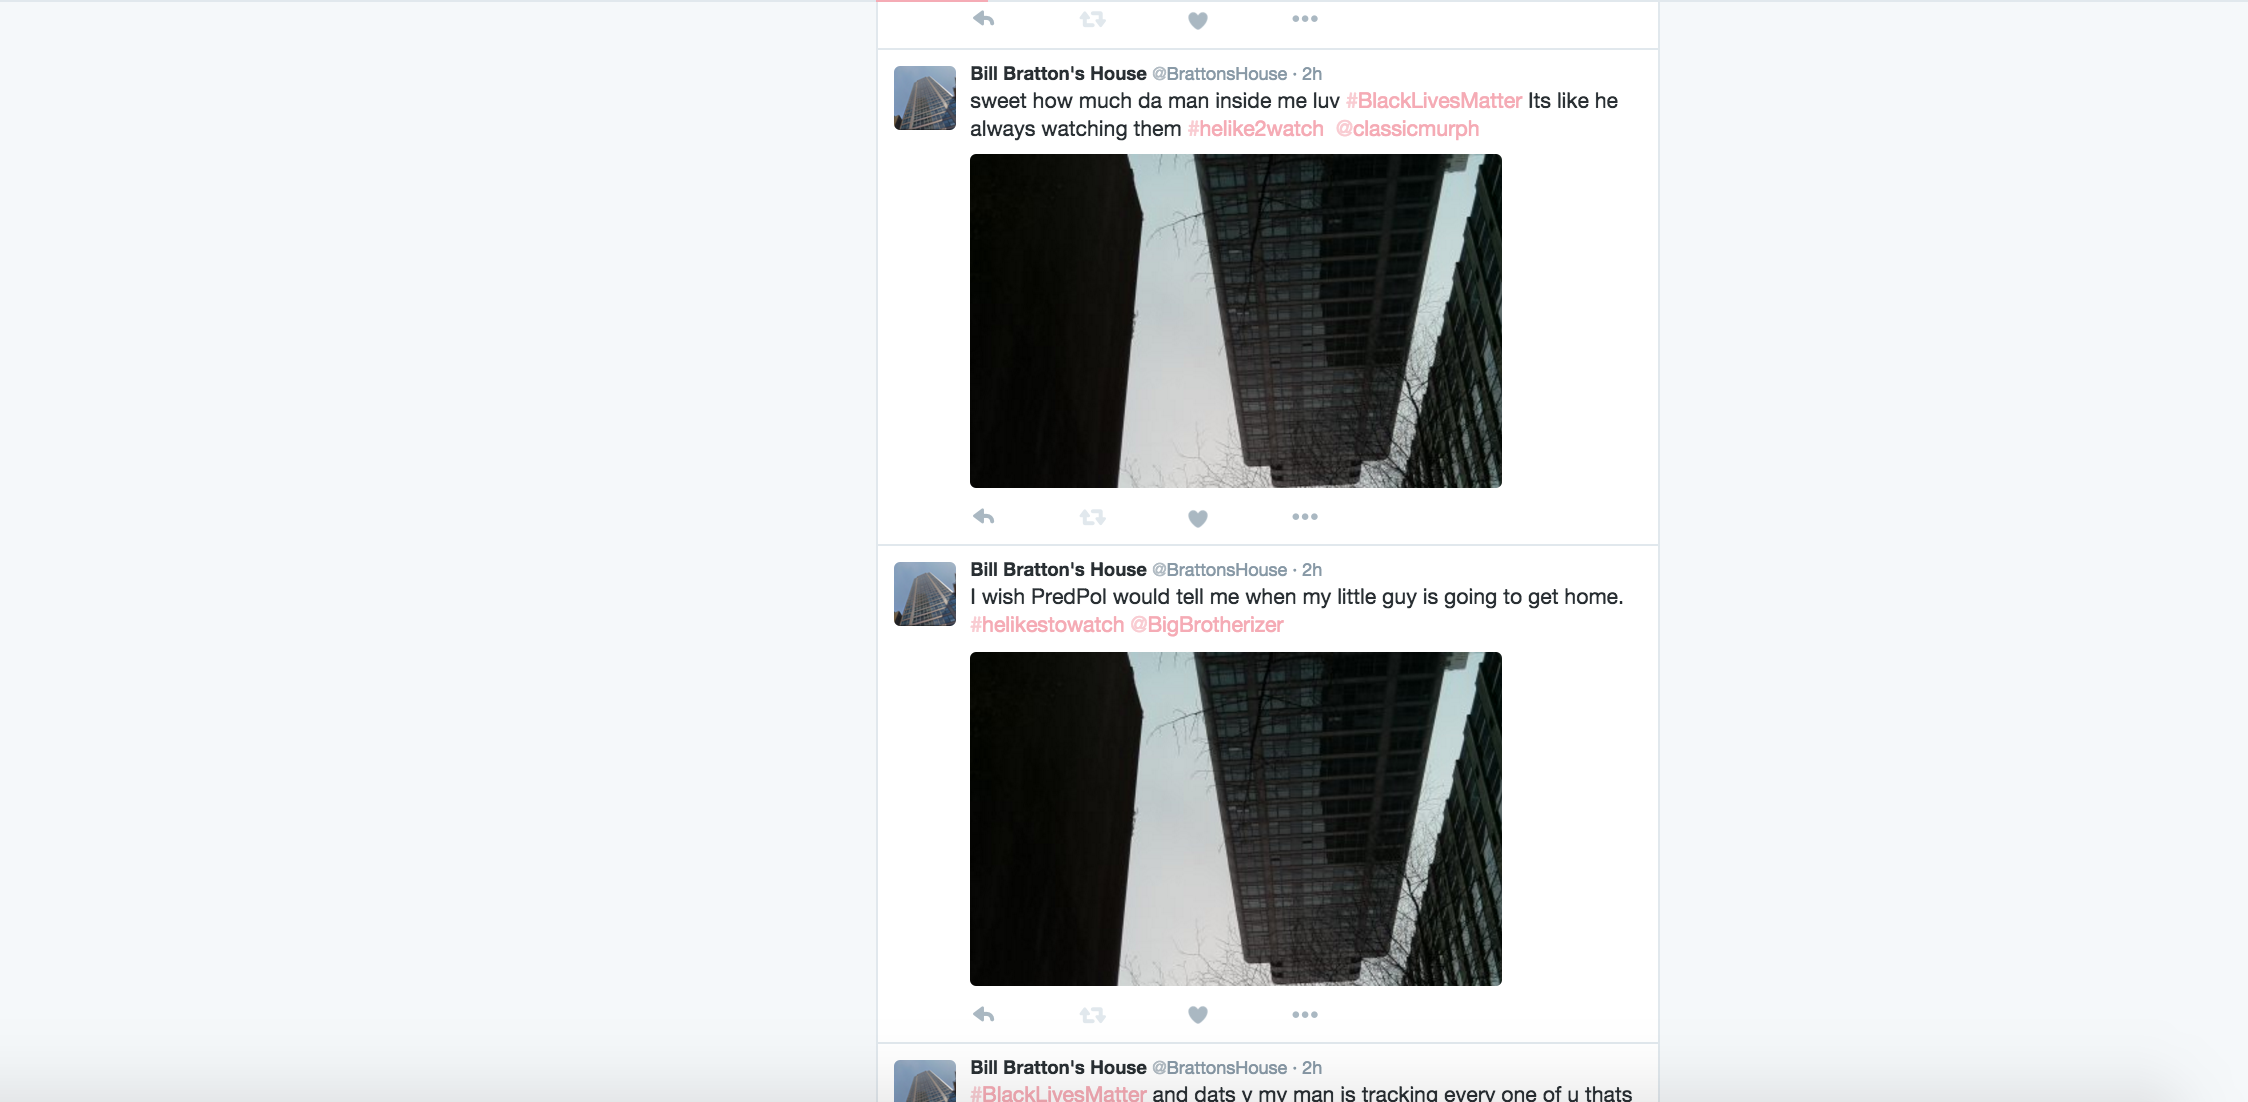 Bill Bratton's House @BrattonsHouse · 2h
sweet how much da man inside me luv #BlackLivesMatter Its like he
always watching them #helike2watch @classicmurph
Bill Bratton's House @BrattonsHouse · 2h
I wish PredPol would tell me when my little guy is going to get home.
#helikestowatch @BigBrotherizer
Bill Bratton's House @BrattonsHouse · 2h
#BlackLivesMatter and dats y my man is tracking every one of u thats